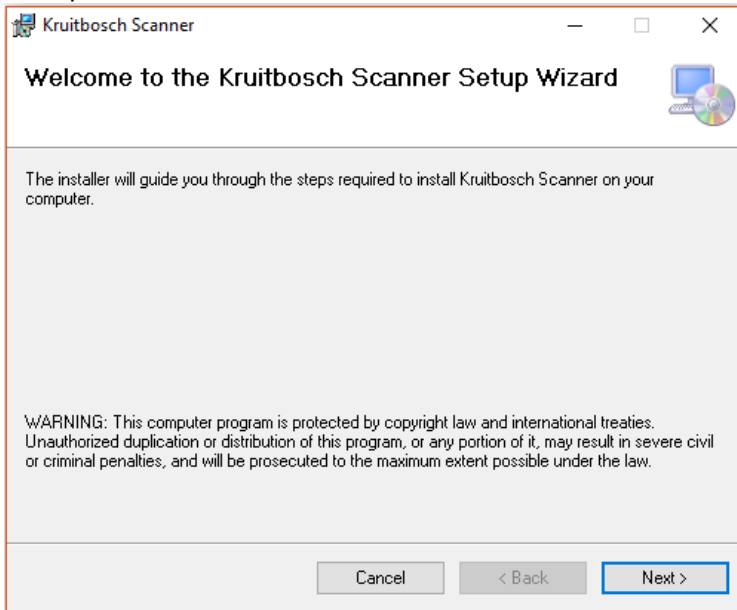 Kruitbosch Scanner
Welcome to the Kruitbosch Scanner Setup Wizard
The installer will guide you through the steps required to install Kruitbosch Scanner on your
computer.
WARNING: This computer program is protected by copyright law and international treaties.
Unauthorized duplication or distribution of this program, or any portion of it, may result in severe civil
or criminal penalties, and will be prosecuted to the maximum extent possible under the law.
Cancel < Back Next >